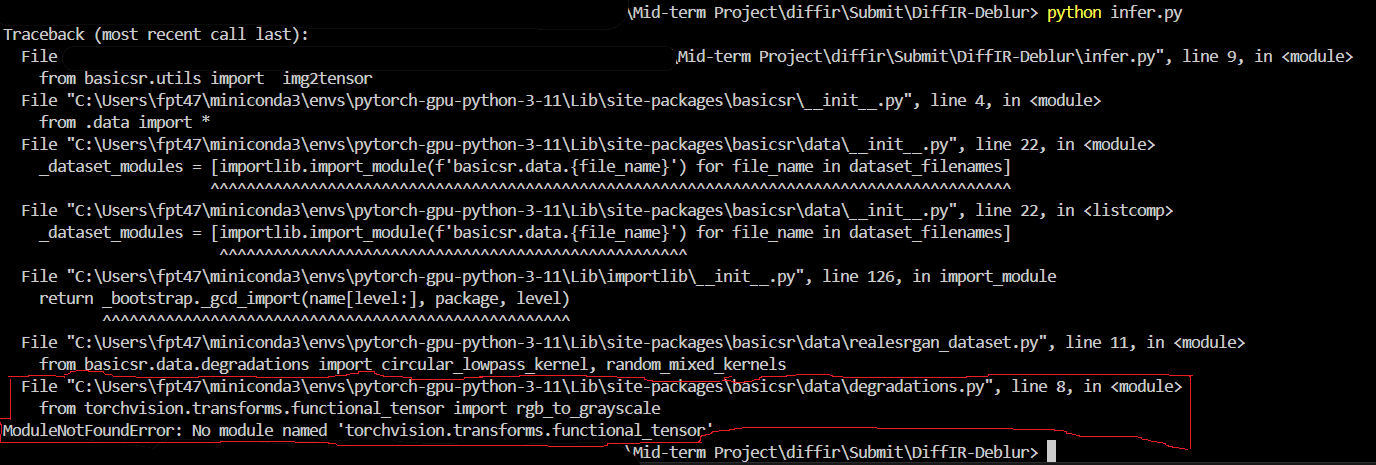 \Mid-term Project\diffir\Submit\DiffIR-Deblur> python infer.py
Traceback (most recent call last):
  File \Mid-term Project\diffir\Submit\DiffIR-Deblur\infer.py", line 9, in <module>
    from basicsr.utils import  img2tensor
  File "C:\Users\fpt47\miniconda3\envs\pytorch-gpu-python-3-11\Lib\site-packages\basicsr\__init__.py", line 4, in <module>
    from .data import *
  File "C:\Users\fpt47\miniconda3\envs\pytorch-gpu-python-3-11\Lib\site-packages\basicsr\data\__init__.py", line 22, in <module>
    _dataset_modules = [importlib.import_module(f'basicsr.data.{file_name}') for file_name in dataset_filenames]
                       ^^^^^^^^^^^^^^^^^^^^^^^^^^^^^^^^^^^^^^^^^^^^^^^^^^^^^^^^^^^^^^^^^^^^^^^^^^^^^^^^^^^^^^^^^
  File "C:\Users\fpt47\miniconda3\envs\pytorch-gpu-python-3-11\Lib\site-packages\basicsr\data\__init__.py", line 22, in <listcomp>
    _dataset_modules = [importlib.import_module(f'basicsr.data.{file_name}') for file_name in dataset_filenames]
                        ^^^^^^^^^^^^^^^^^^^^^^^^^^^^^^^^^^^^^^^^^^^^^^^^^^^^
  File "C:\Users\fpt47\miniconda3\envs\pytorch-gpu-python-3-11\Lib\importlib\__init__.py", line 126, in import_module
    return _bootstrap._gcd_import(name[level:], package, level)
           ^^^^^^^^^^^^^^^^^^^^^^^^^^^^^^^^^^^^^^^^^^^^^^^^^^^^
  File "C:\Users\fpt47\miniconda3\envs\pytorch-gpu-python-3-11\Lib\site-packages\basicsr\data\realesrgan_dataset.py", line 11, in <module>
    from basicsr.data.degradations import circular_lowpass_kernel, random_mixed_kernels
  File "C:\Users\fpt47\miniconda3\envs\pytorch-gpu-python-3-11\Lib\site-packages\basicsr\data\degradations.py", line 8, in <module>
    from torchvision.transforms.functional_tensor import rgb_to_grayscale
ModuleNotFoundError: No module named 'torchvision.transforms.functional_tensor'
\Mid-term Project\diffir\Submit\DiffIR-Deblur>